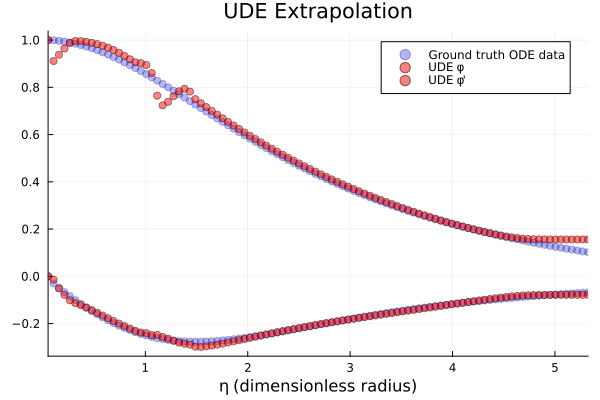 UDE Extrapolation
1.0
0.8
0.6
0.4
0.2
0.0
−0.2
Ground truth ODE data
UDE φ
UDE φ'
1 2 3 4 5
η (dimensionless radius)